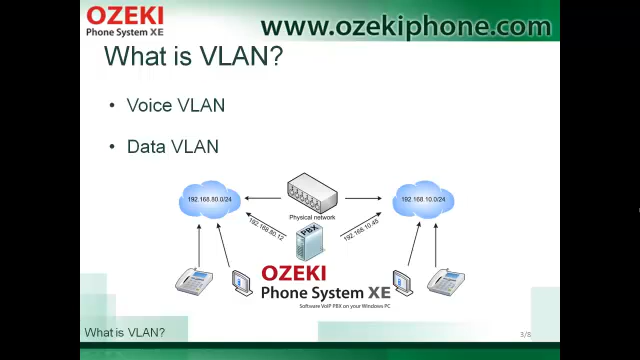 OZEKI
Phone System XE
www.ozekiphone.com
What is VLAN?
• Voice VLAN
• Data VLAN
192.168.80.0/24
192.168.10.0/24
Physical network
PBX
192.168.80.12
192.168.10.45
OZEKI
Phone System XE
Software VoIP PBX on your Windows PC
What is VLAN?
3/8